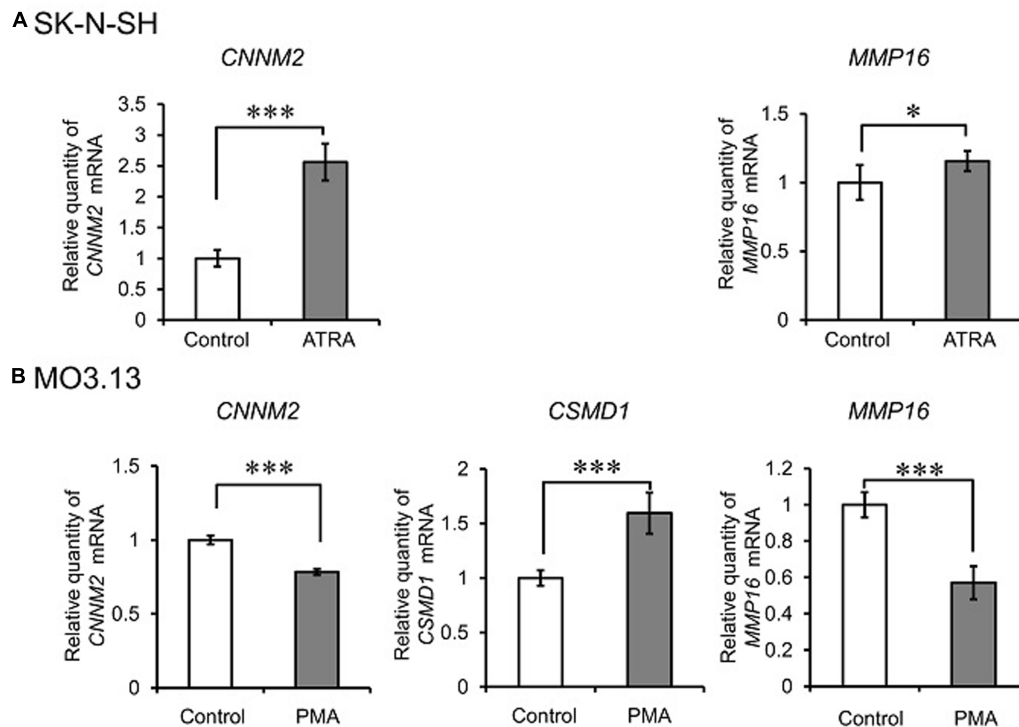 A SK-N-SH
CNNM2
Relative quantity of
CNNM2 mRNA
3.5
3
2.5
2
1.5
1
0.5
0
***
Control ATRA
MMP16
Relative quantity of
MMP16 mRNA
1.5
1
0.5
0
*
Control ATRA
B MO3.13
CNNM2
Relative quantity of
CNNM2 mRNA
1.5
1
0.5
0
***
Control PMA
CSMD1
Relative quantity of
CSMD1 mRNA
2
1.5
1
0.5
0
***
Control PMA
MMP16
Relative quantity of
MMP16 mRNA
1.2
1
0.8
0.6
0.4
0.2
0
***
Control PMA